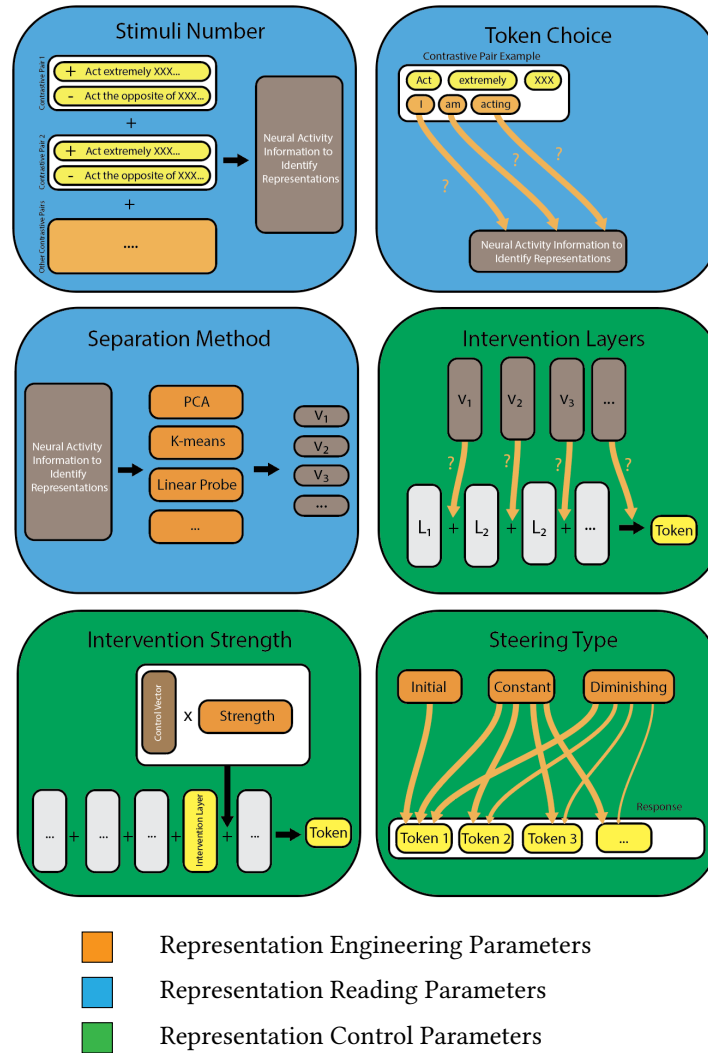 Stimuli Number
Contrastive Pair 1
+ Act extremely XXX...
- Act the opposite of XXX...
+
Contrastive Pair 2
+ Act extremely XXX...
- Act the opposite of XXX...
+
Other Contrastive Pairs
....
Neural Activity
Information to
Identify
Representations
Token Choice
Contrastive Pair Example
Act extremely XXX
I am acting
? ? ?
Neural Activity Information to
Identify Representations
Separation Method
Neural Activity
Information to
Identify
Representations
PCA
K-means
Linear Probe
...
V1
V2
V3
...
Intervention Layers
V1 V2 V3 ...
? ? ? ?
L1 + L2 + L2 + ... Token
Intervention Strength
Control Vector x Strength
... + ... + ... + Intervention Layer + ... Token
Steering Type
Initial Constant Diminishing
Response
Token 1 Token 2 Token 3 ...
Representation Engineering Parameters
Representation Reading Parameters
Representation Control Parameters